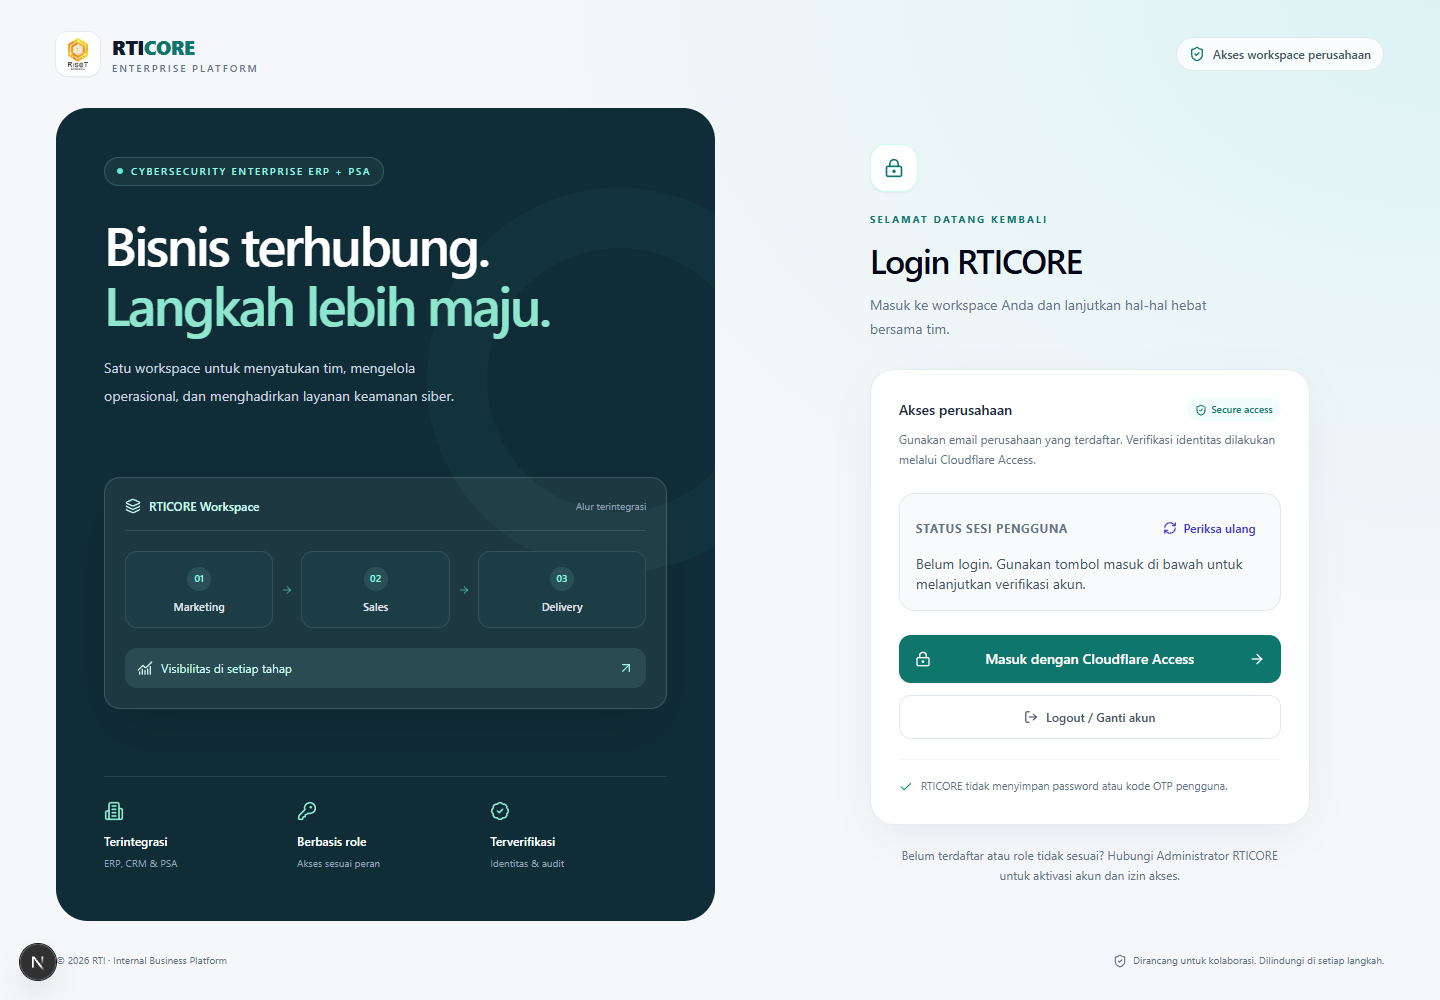 RiseT
RTICORE
ENTERPRISE PLATFORM
Akses workspace perusahaan
CYBERSECURITY ENTERPRISE ERP + PSA
Bisnis terhubung.
Langkah lebih maju.
Satu workspace untuk menyatukan tim, mengelola
operasional, dan menghadirkan layanan keamanan siber.
RTICORE Workspace
Alur terintegrasi
01
Marketing
02
Sales
03
Delivery
Visibilitas di setiap tahap
Terintegrasi
ERP, CRM & PSA
Berbasis role
Akses sesuai peran
Terverifikasi
Identitas & audit
SELAMAT DATANG KEMBALI
Login RTICORE
Masuk ke workspace Anda dan lanjutkan hal-hal hebat
bersama tim.
Akses perusahaan
Secure access
Gunakan email perusahaan yang terdaftar. Verifikasi identitas dilakukan
melalui Cloudflare Access.
STATUS SESI PENGGUNA
Periksa ulang
Belum login. Gunakan tombol masuk di bawah untuk
melanjutkan verifikasi akun.
Masuk dengan Cloudflare Access
Logout / Ganti akun
RTICORE tidak menyimpan password atau kode OTP pengguna.
Belum terdaftar atau role tidak sesuai? Hubungi Administrator RTICORE
untuk aktivasi akun dan izin akses.
N
© 2026 RTI · Internal Business Platform
Dirancang untuk kolaborasi. Dilindungi di setiap langkah.